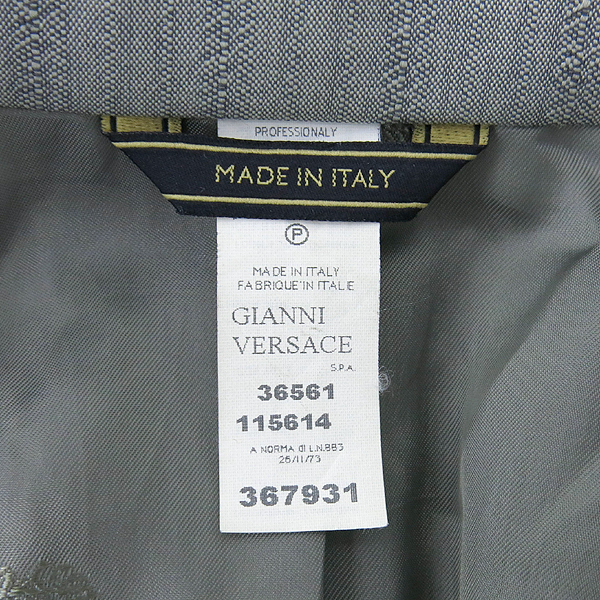 PROFESSIONALY
MADE IN ITALY
P
MADE IN ITALY
FABRIQUE'IN ITALIE
GIANNI
VERSACE
S.P.A.
36561
115614
A NORMA DI L.N.883
26/11/73
367931